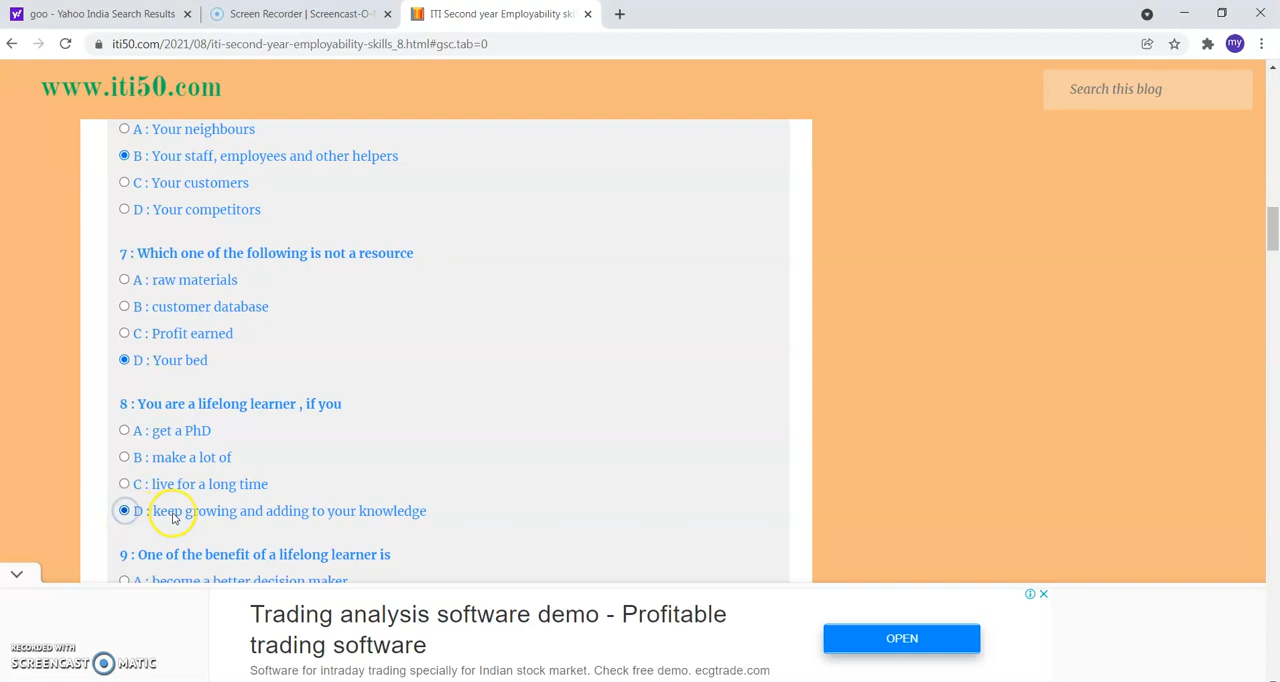 goo - Yahoo India Search Results
Screen Recorder | Screencast-O-
ITI Second year Employability ski
iti50.com/2021/08/iti-second-year-employability-skills_8.html#gsc.tab=0
my
www.iti50.com
Search this blog
A : Your neighbours
B : Your staff, employees and other helpers
C : Your customers
D : Your competitors
7 : Which one of the following is not a resource
A : raw materials
B : customer database
C : Profit earned
D : Your bed
8 : You are a lifelong learner , if you
A : get a PhD
B : make a lot of
C : live for a long time
D : keep growing and adding to your knowledge
9 : One of the benefit of a lifelong learner is
A : become a better decision maker
Trading analysis software demo - Profitable
trading software
OPEN
Software for intraday trading specially for Indian stock market. Check free demo. ecgtrade.com
RECORDED WITH
SCREENCAST MATIC